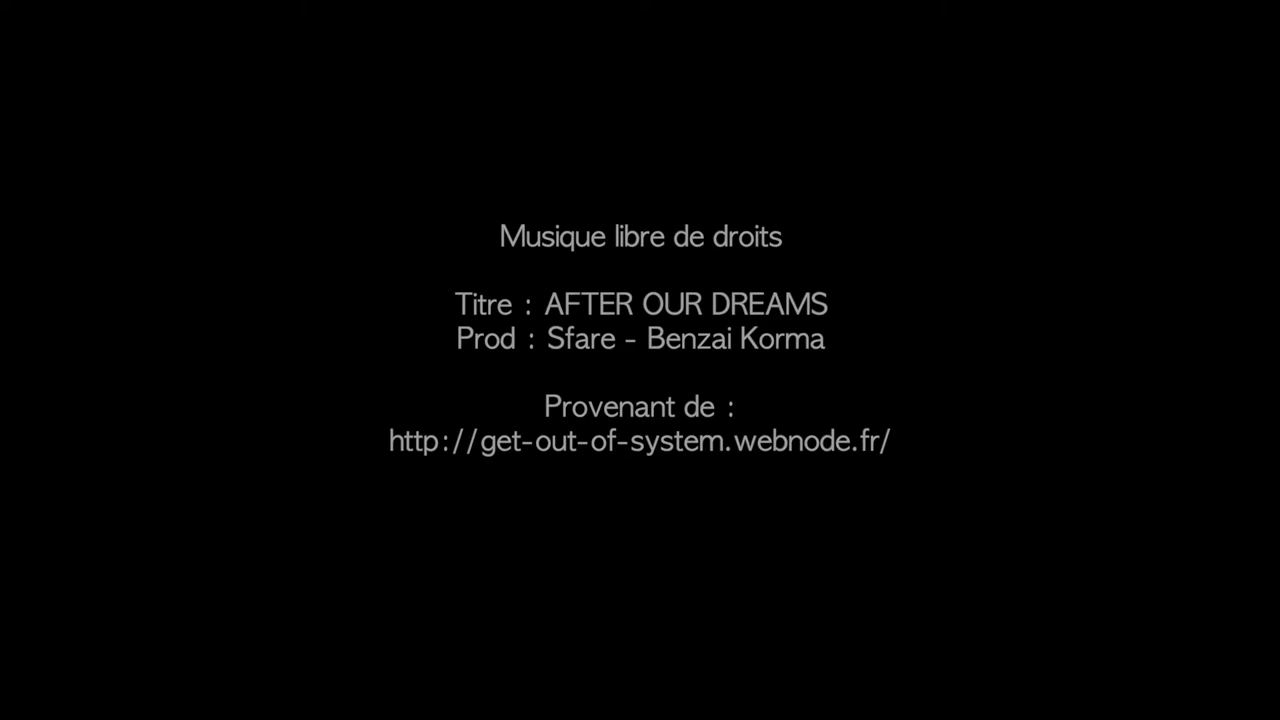 Musique libre de droits
Titre : AFTER OUR DREAMS
Prod : Sfare - Benzai Korma
Provenant de :
http://get-out-of-system.webnode.fr/